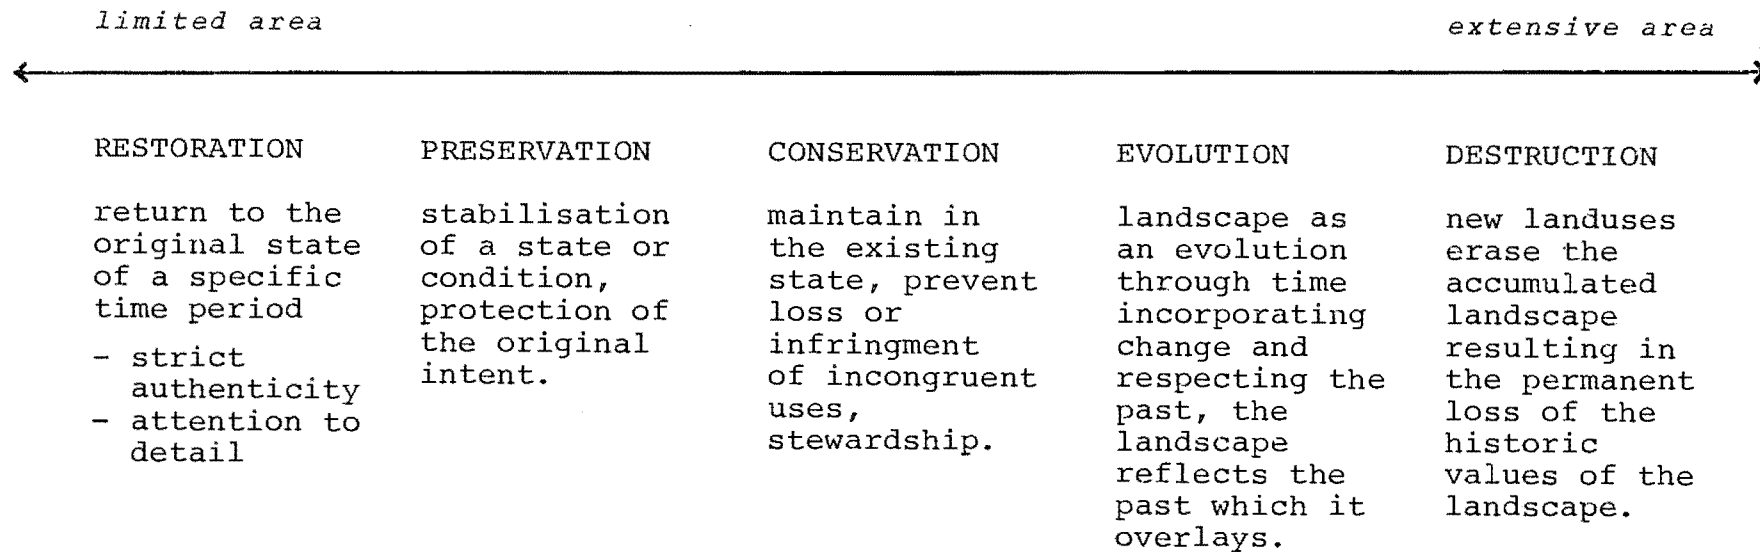 limited area
extensive area
RESTORATION
return to the
original state
of a specific
time period
- strict
authenticity
- attention to
detail
PRESERVATION
stabilisation
of a state or
condition,
protection of
the original
intent.
CONSERVATION
maintain in
the existing
state, prevent
loss or
infringment
of incongruent
uses,
stewardship.
EVOLUTION
landscape as
an evolution
through time
incorporating
change and
respecting the
past, the
landscape
reflects the
past which it
overlays.
DESTRUCTION
new landuses
erase the
accumulated
landscape
resulting in
the permanent
loss of the
historic
values of the
landscape.